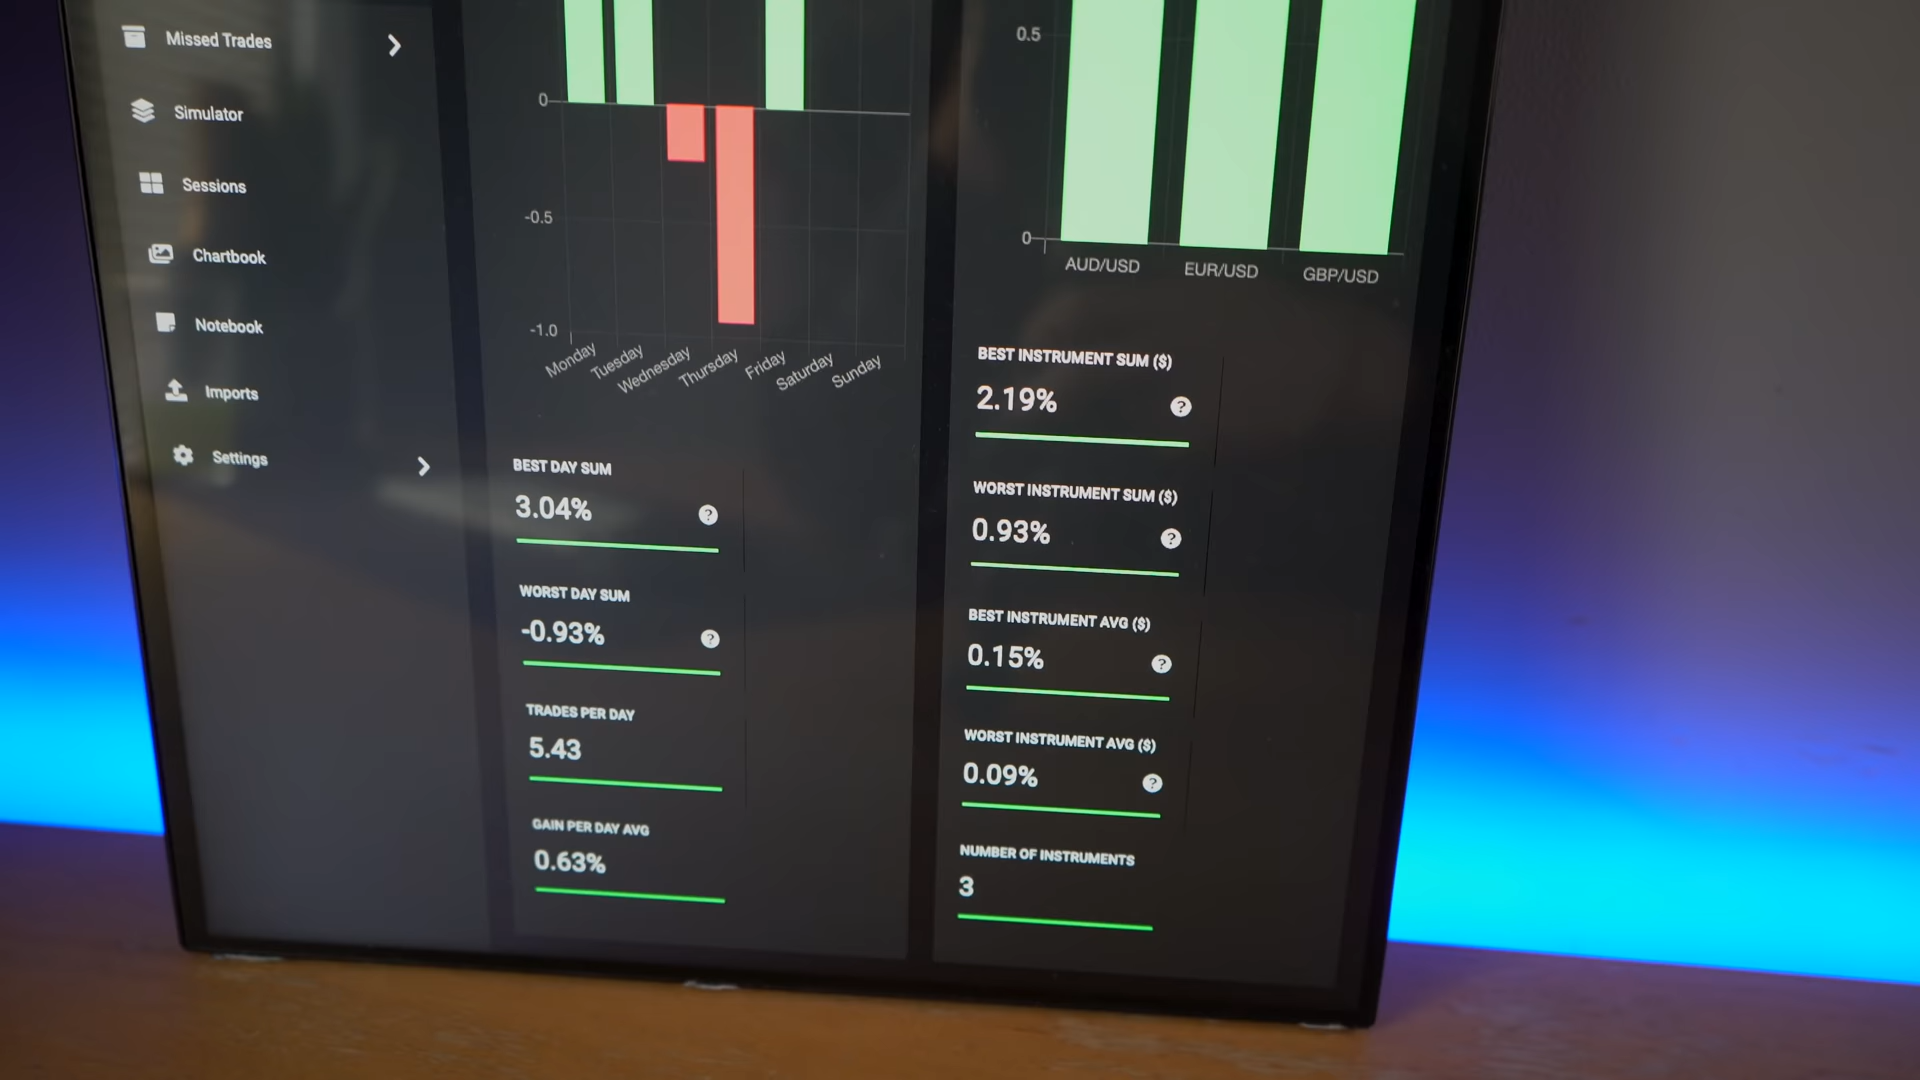 Missed Trades
Simulator
Sessions
Chartbook
Notebook
Imports
Settings
0
-0.5
-1.0
Monday
Tuesday
Wednesday
Thursday
Friday
Saturday
Sunday
BEST DAY SUM
3.04%
?
WORST DAY SUM
-0.93%
?
TRADES PER DAY
5.43
GAIN PER DAY AVG
0.63%
0.5
0
AUD/USD
EUR/USD
GBP/USD
BEST INSTRUMENT SUM ($)
2.19%
?
WORST INSTRUMENT SUM ($)
0.93%
?
BEST INSTRUMENT AVG ($)
0.15%
?
WORST INSTRUMENT AVG ($)
0.09%
?
NUMBER OF INSTRUMENTS
3